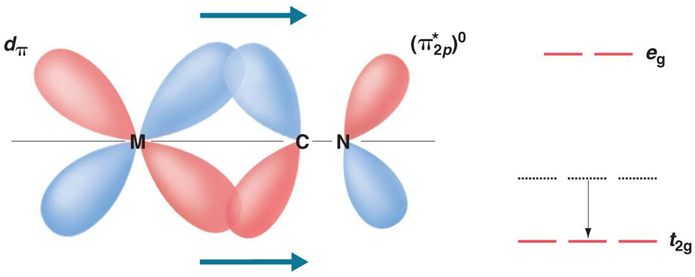 dπ
(π*2p)0
eg
M C N
t2g